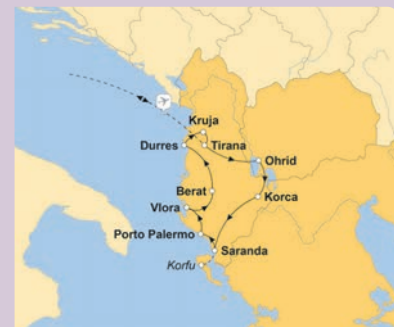 Kruja
Durres
Tirana
Ohrid
Berat
Korca
Vlora
Porto Palermo
Saranda
Korfu